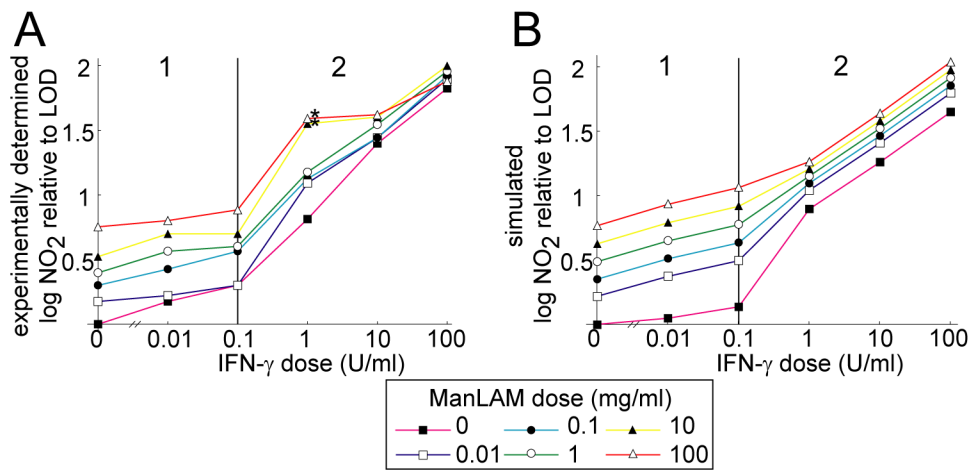 A
B
1 2
1 2
experimentally determined
log NO2 relative to LOD
simulated
log NO2 relative to LOD
2
1.5
1
0.5
2
1.5
1
0.5
0 0.01 0.1 1 10 100
0 0.01 0.1 1 10 100
IFN-γ dose (U/ml)
IFN-γ dose (U/ml)
*
*
ManLAM dose (mg/ml)
0 0.1 10
0.01 1 100